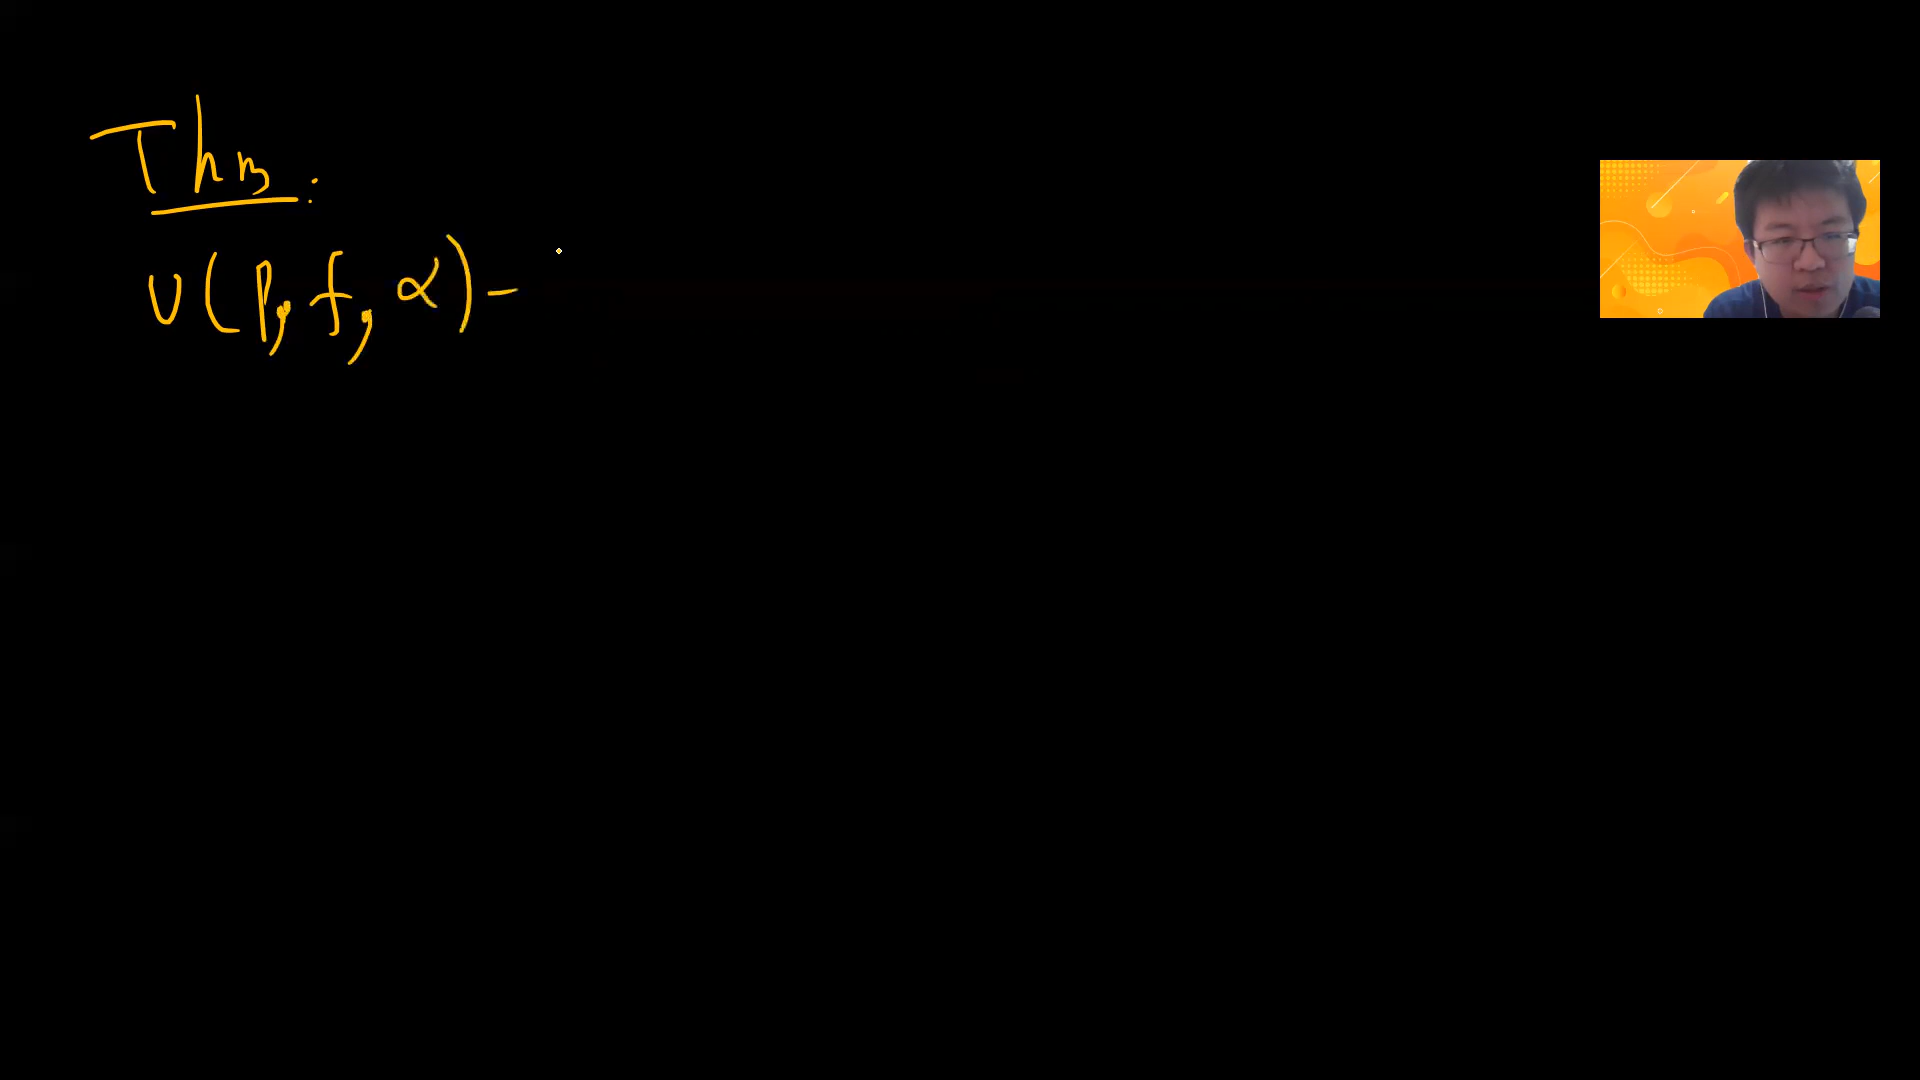 Thm:
U(P, f, α) -